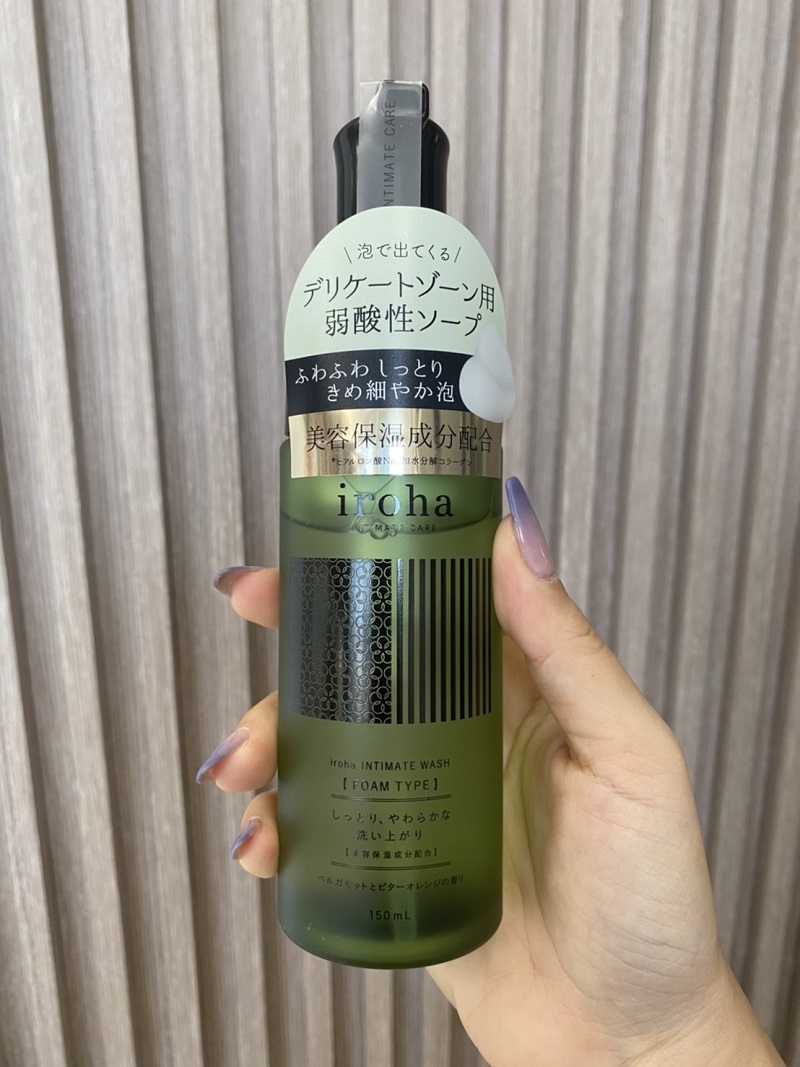 INTIMATE CARE
\ 泡で出てくる /
デリケートゾーン用
弱酸性ソープ
ふわふわ しっとり
きめ細やか泡
美容保湿成分配合
iroha
INTIMATE CARE
iroha INTIMATE WASH
【FOAM TYPE】
しっとり、やわらかな
洗い上がり
【美容保湿成分配合】
ベルガモットとビターオレンジの香り
150mL